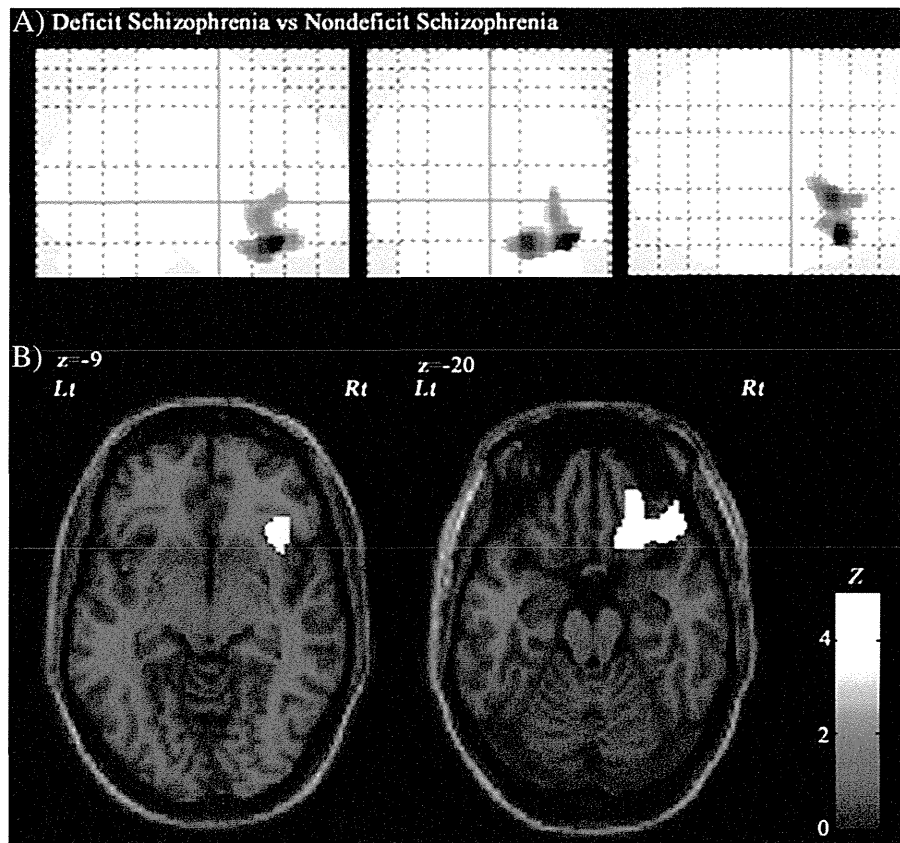 A) Deficit Schizophrenia vs Nondeficit Schizophrenia
B) z=-9
z=-20
Lt
Rt
Lt
Rt
Z
4
2
0